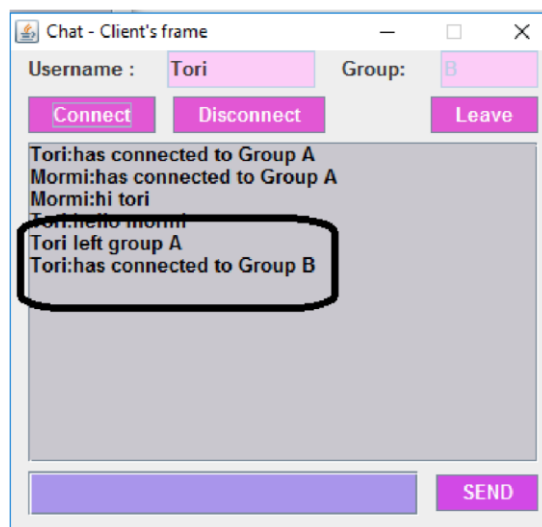 Chat - Client's frame
Username : Tori Group: B
Connect Disconnect Leave
Tori:has connected to Group A
Mormi:has connected to Group A
Mormi:hi tori
Tori:hello mormi
Tori left group A
Tori:has connected to Group B
SEND